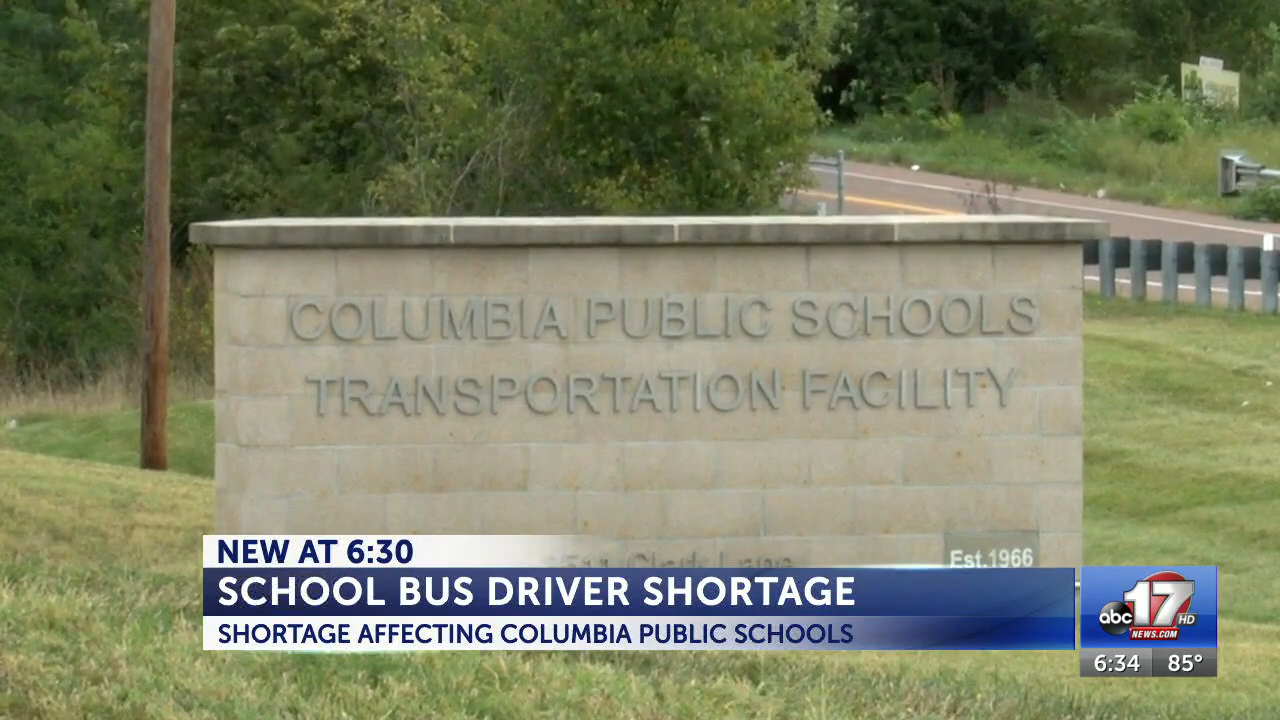 COLUMBIA PUBLIC SCHOOLS
TRANSPORTATION FACILITY
Est.1966
NEW AT 6:30
SCHOOL BUS DRIVER SHORTAGE
SHORTAGE AFFECTING COLUMBIA PUBLIC SCHOOLS
abc 17 HD
NEWS.COM
6:34 85°